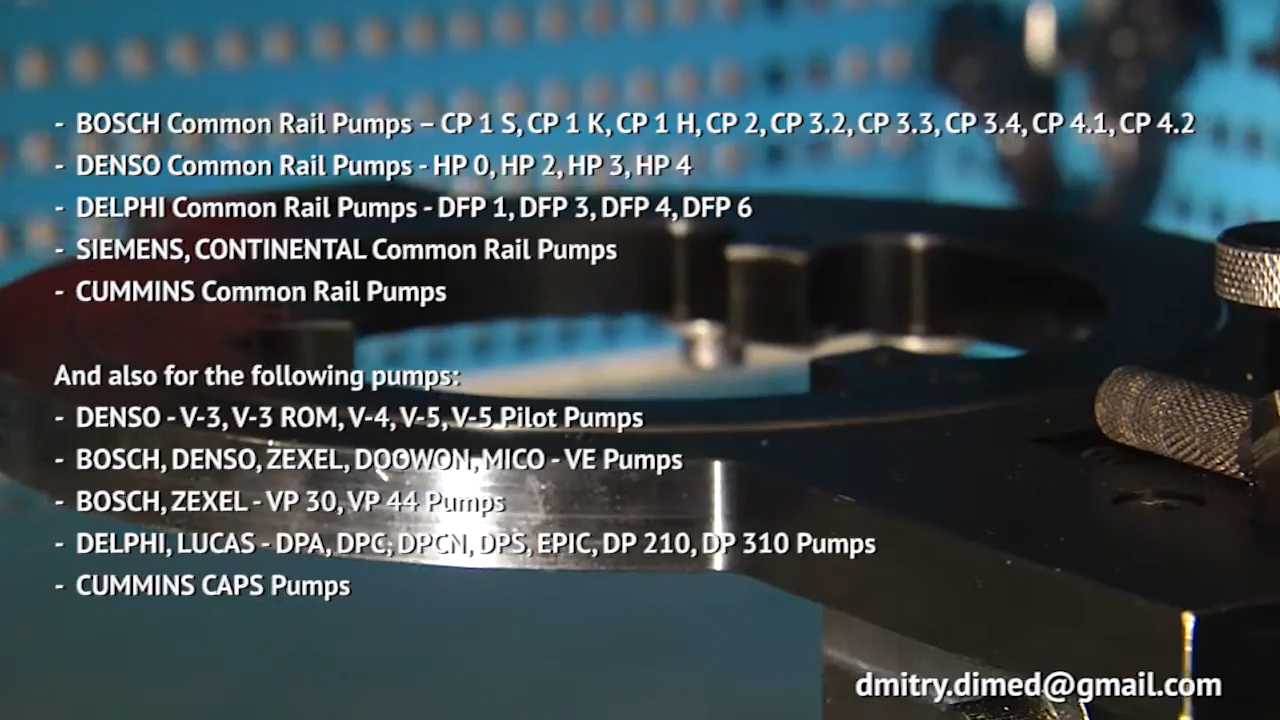 - BOSCH Common Rail Pumps – CP 1 S, CP 1 K, CP 1 H, CP 2, CP 3.2, CP 3.3, CP 3.4, CP 4.1, CP 4.2
- DENSO Common Rail Pumps - HP 0, HP 2, HP 3, HP 4
- DELPHI Common Rail Pumps - DFP 1, DFP 3, DFP 4, DFP 6
- SIEMENS, CONTINENTAL Common Rail Pumps
- CUMMINS Common Rail Pumps
And also for the following pumps:
- DENSO - V-3, V-3 ROM, V-4, V-5, V-5 Pilot Pumps
- BOSCH, DENSO, ZEXEL, DOOWON, MICO - VE Pumps
- BOSCH, ZEXEL - VP 30, VP 44 Pumps
- DELPHI, LUCAS - DPA, DPC, DPCN, DPS, EPIC, DP 210, DP 310 Pumps
- CUMMINS CAPS Pumps
dmitry.dimed@gmail.com